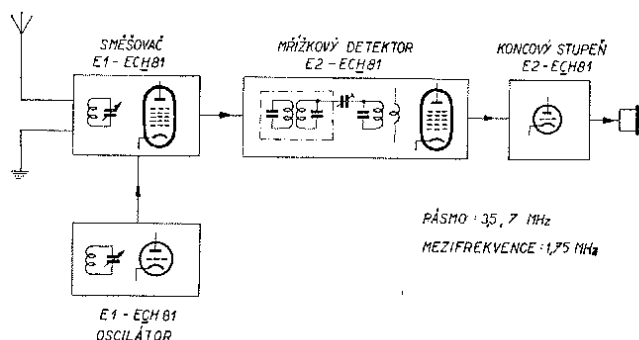 SMĚŠOVAČ
E1 - ECH81
MŘÍŽKOVÝ DETEKTOR
E2 - ECH81
KONCOVÝ STUPEŇ
E2 - ECH81
PÁSMO : 3,5, 7 MHz
MEZIFREKVENCE : 1,75 MHz
E1 - ECH81
OSCILÁTOR